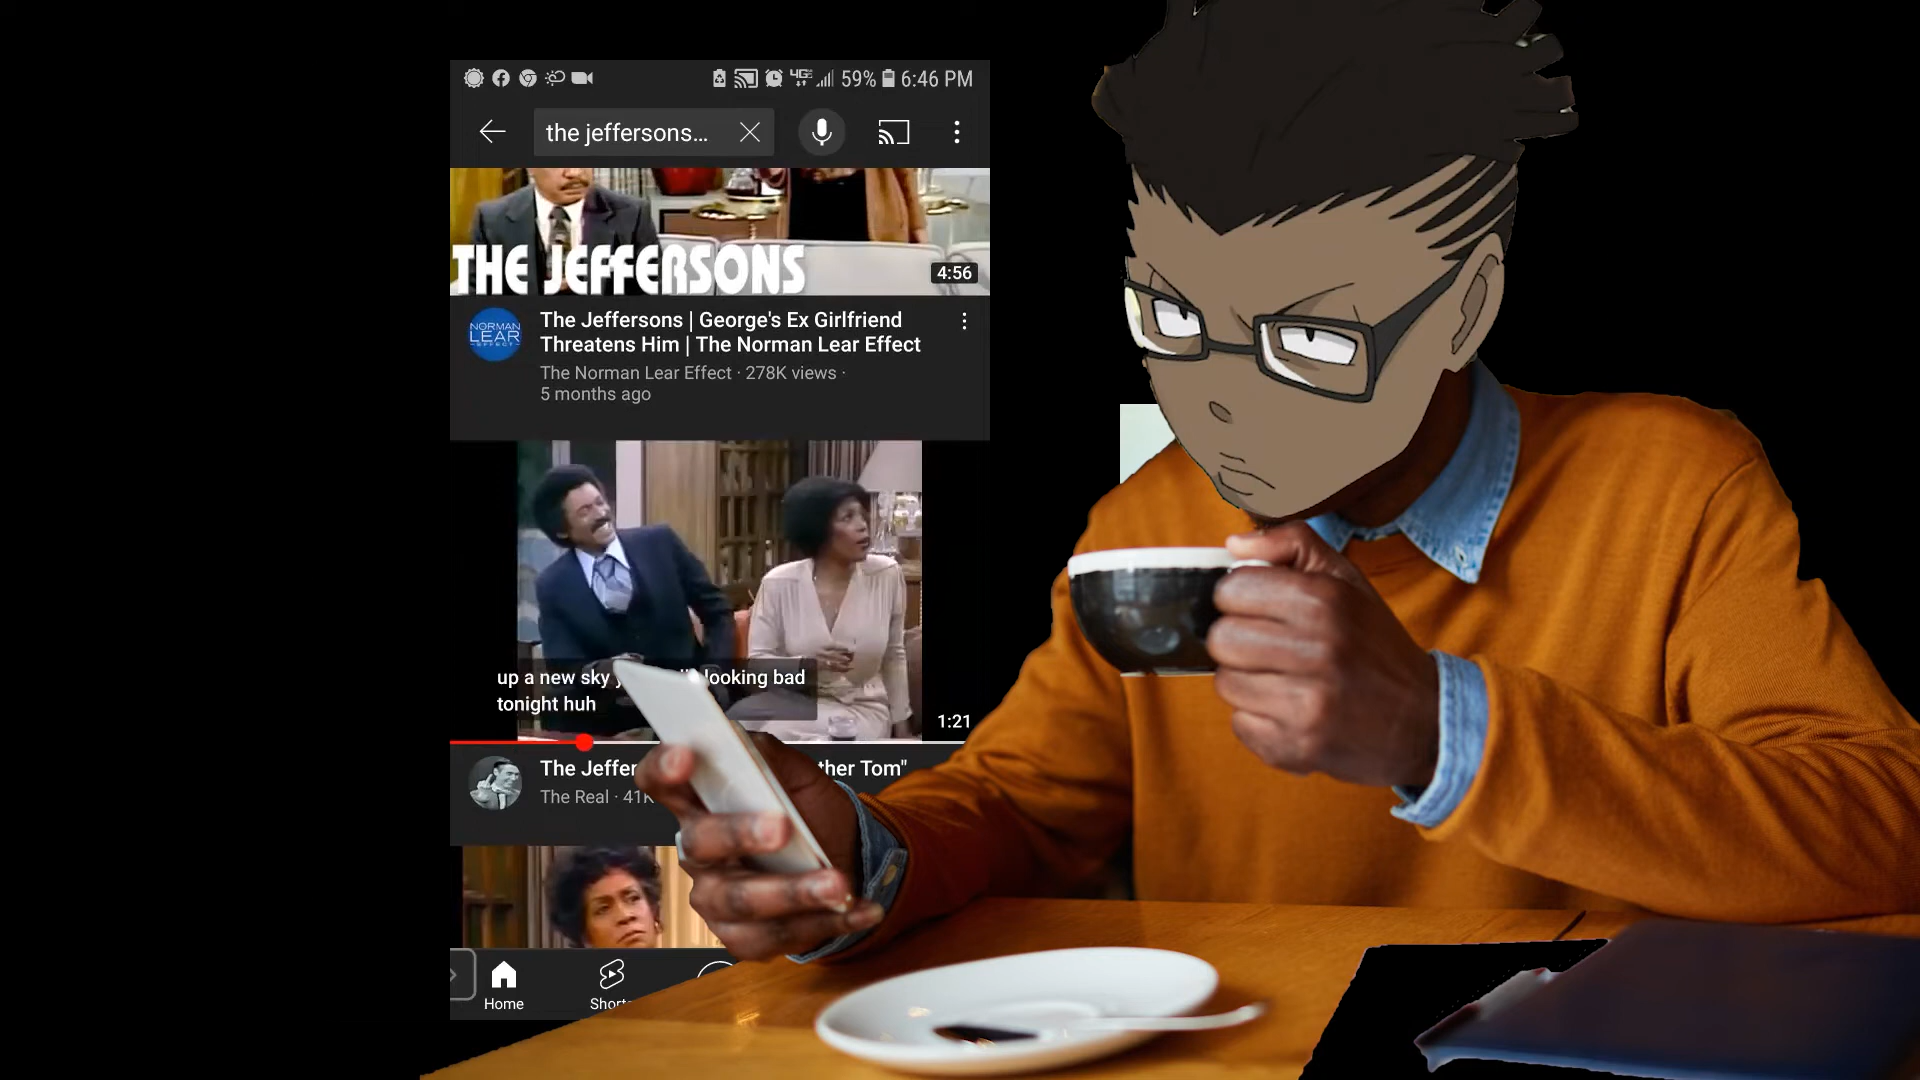 59% 6:46 PM
the jeffersons...
THE JEFFERSONS
4:56
NORMAN
LEAR
EFFECT
The Jeffersons | George's Ex Girlfriend
Threatens Him | The Norman Lear Effect
The Norman Lear Effect · 278K views ·
5 months ago
up a new sky looking bad
tonight huh
1:21
The Jeffer ther Tom"
The Real · 41K
Home
Shorts